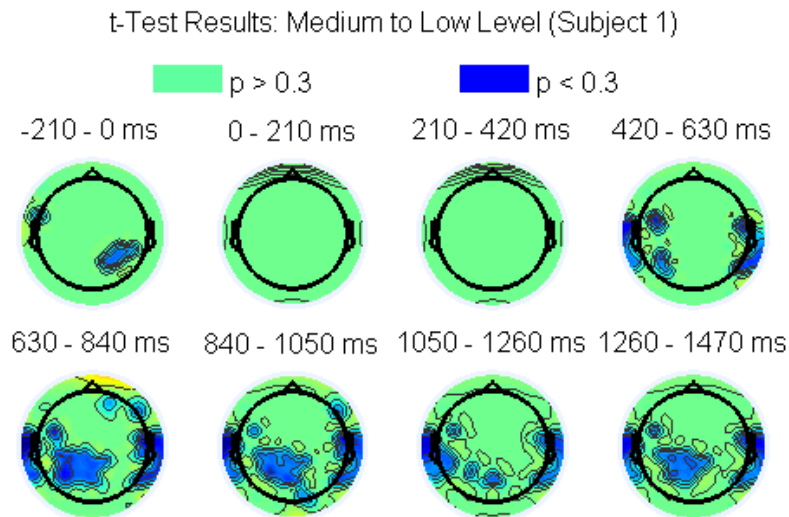 t-Test Results: Medium to Low Level (Subject 1)
p > 0.3 p < 0.3
-210 - 0 ms 0 - 210 ms 210 - 420 ms 420 - 630 ms
630 - 840 ms 840 - 1050 ms 1050 - 1260 ms 1260 - 1470 ms